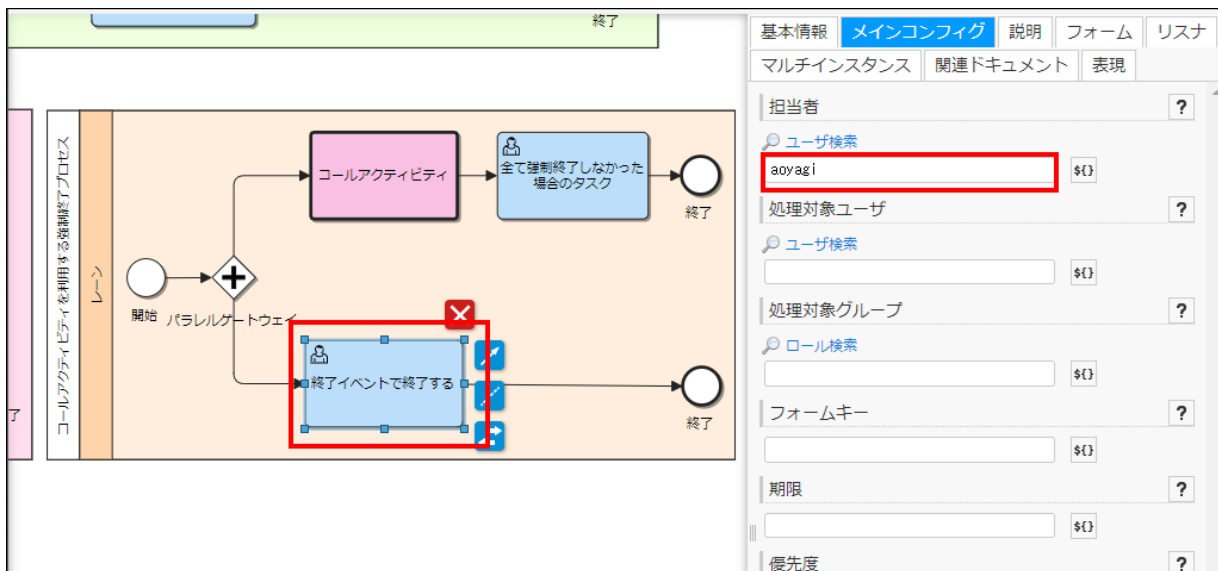 終了
コールアクティビティを利用する強制終了プロセス
レーン
コールアクティビティ
全て強制終了しなかった
場合のタスク
終了
開始
パラレルゲートウェイ
終了イベントで終了する
終了
了
基本情報
メインコンフィグ
説明
フォーム
リスナ
マルチインスタンス
関連ドキュメント
表現
担当者
?
ユーザ検索
aoyagi
${}
処理対象ユーザ
?
ユーザ検索
${}
処理対象グループ
?
ロール検索
${}
フォームキー
?
${}
期限
?
${}
優先度
?